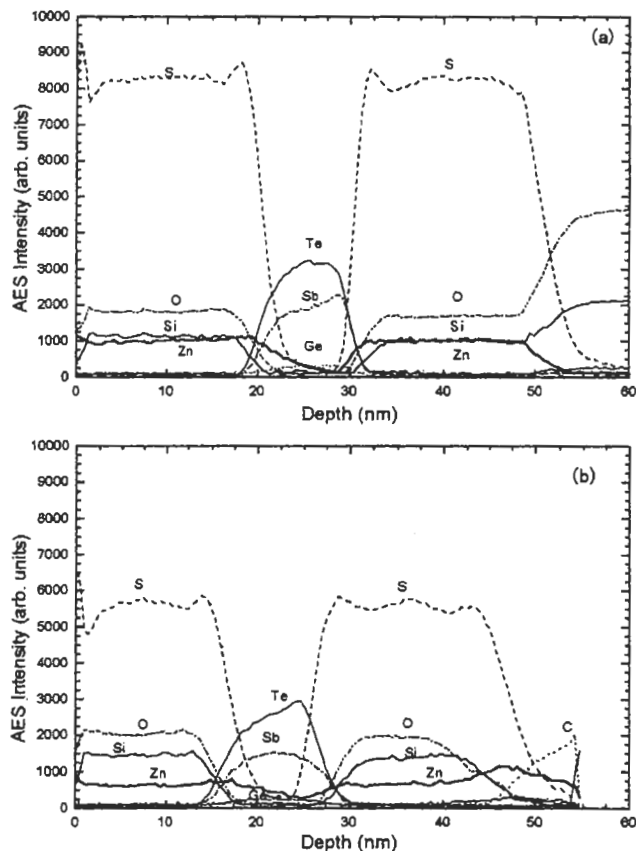 10000
9000
8000
7000
6000
5000
4000
3000
2000
1000
0
AES Intensity (arb. units)
(a)
S
S
Te
Sb
Ge
O
Si
Zn
O
Si
Zn
0 10 20 30 40 50 60
Depth (nm)
10000
9000
8000
7000
6000
5000
4000
3000
2000
1000
0
AES Intensity (arb. units)
(b)
S
S
Te
Sb
Ge
O
Si
Zn
O
Si
Zn
C
0 10 20 30 40 50 60
Depth (nm)